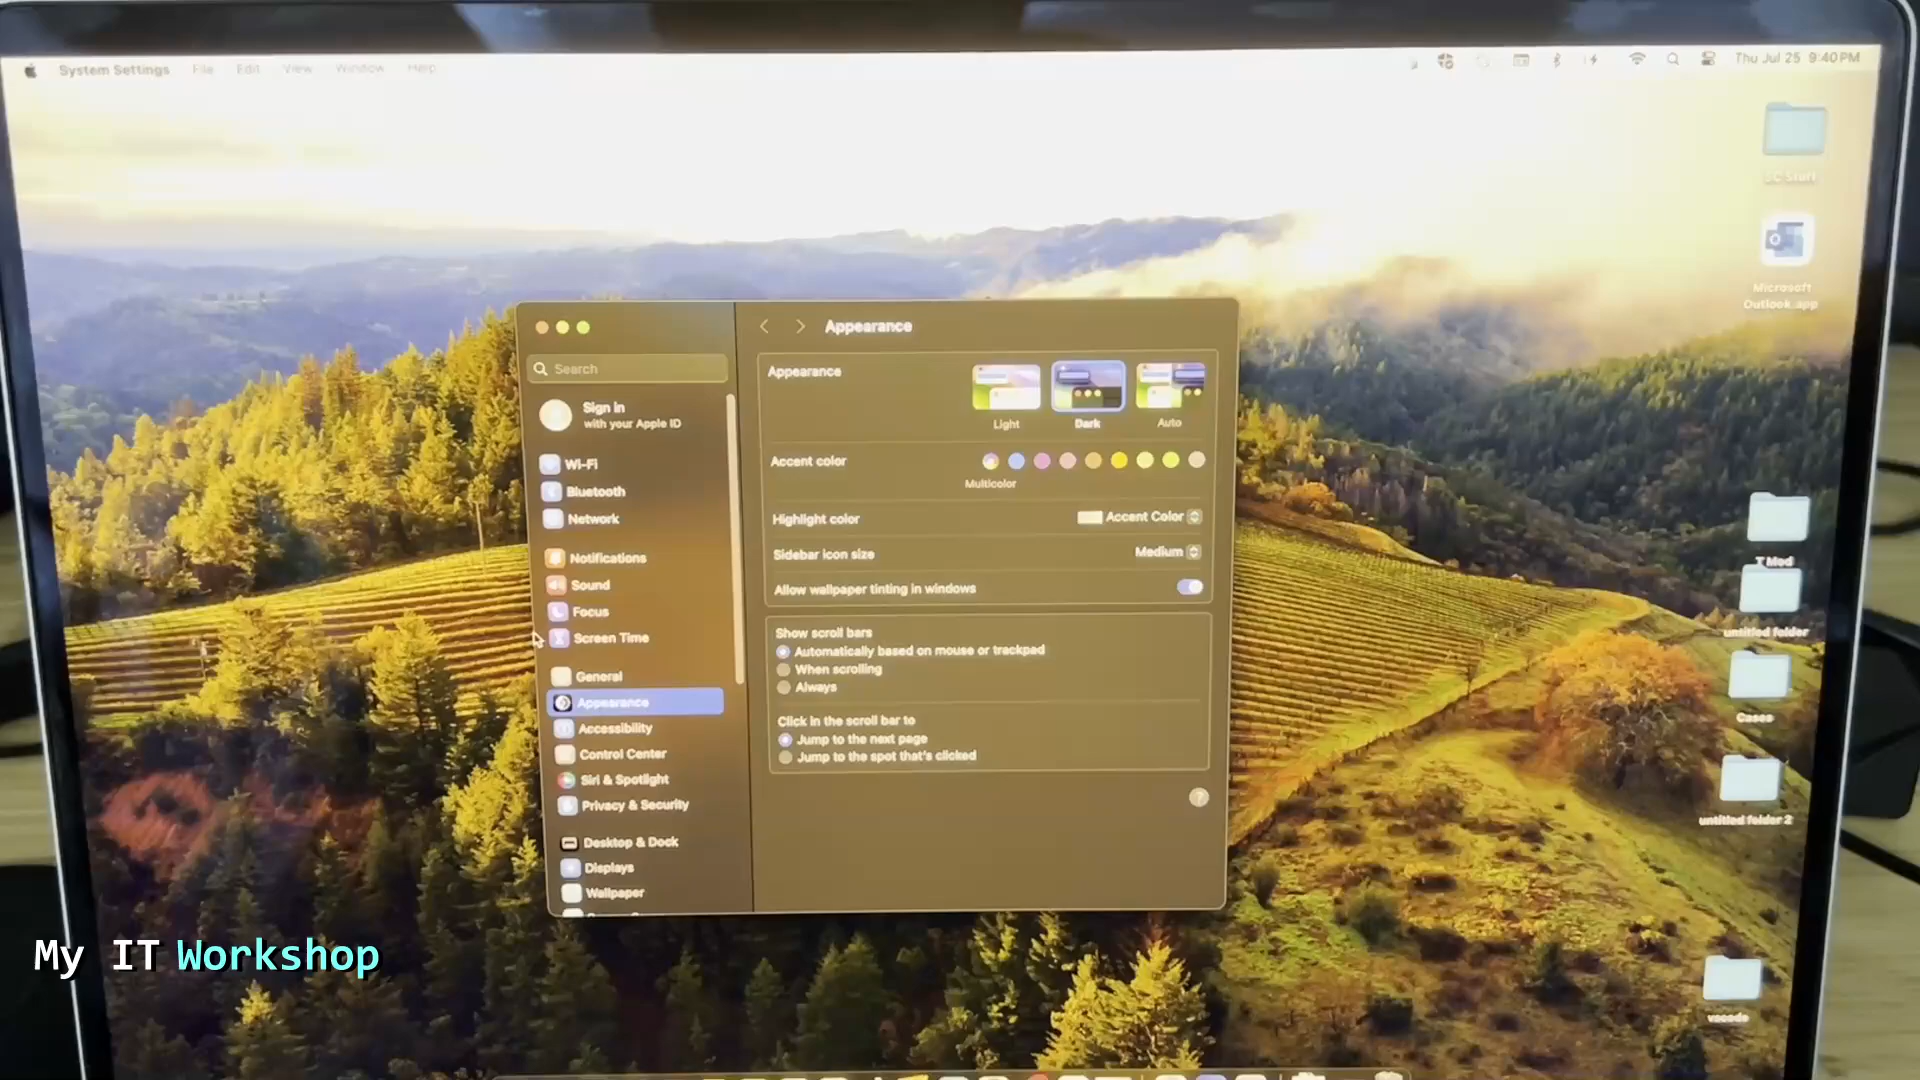 System Settings File Edit View Window Help
Thu Jul 25 9:40 PM
Microsoft
Outlook.app
T Mod
untitled folder
Cases
untitled folder 2
vscode
Search
Sign in
with your Apple ID
Wi-Fi
Bluetooth
Network
Notifications
Sound
Focus
Screen Time
General
Appearance
Accessibility
Control Center
Siri & Spotlight
Privacy & Security
Desktop & Dock
Displays
Wallpaper
Appearance
Appearance
Light
Dark
Auto
Accent color
Multicolor
Highlight color
Accent Color
Sidebar icon size
Medium
Allow wallpaper tinting in windows
Show scroll bars
Automatically based on mouse or trackpad
When scrolling
Always
Click in the scroll bar to
Jump to the next page
Jump to the spot that's clicked
?
My IT Workshop